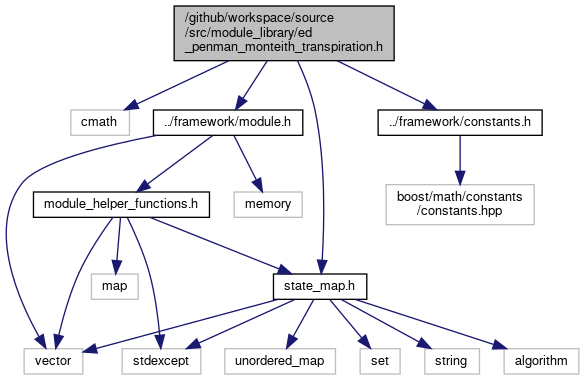 /github/workspace/source
/src/module_library/ed
_penman_monteith_transpiration.h
cmath
../framework/module.h
../framework/constants.h
module_helper_functions.h
memory
boost/math/constants
/constants.hpp
map
state_map.h
vector
stdexcept
unordered_map
set
string
algorithm